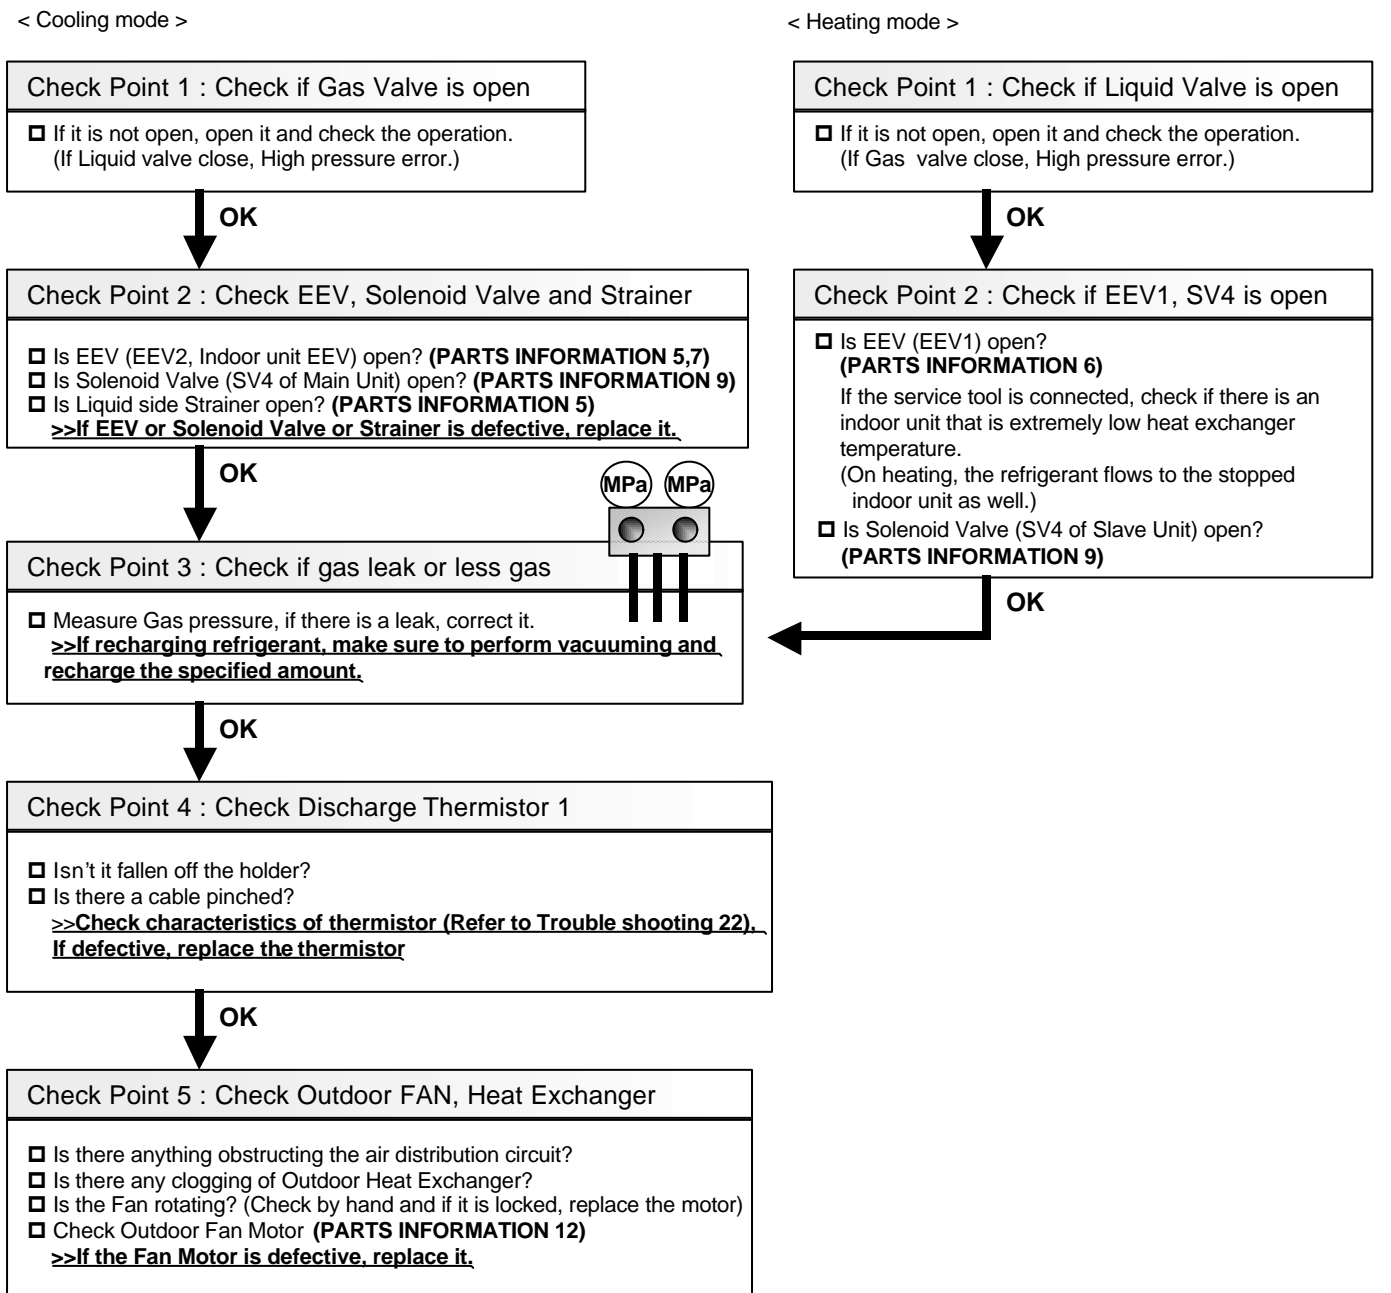 < Cooling mode >
Check Point 1 : Check if Gas Valve is open
If it is not open, open it and check the operation.
(If Liquid valve close, High pressure error.)
OK
Check Point 2 : Check EEV, Solenoid Valve and Strainer
Is EEV (EEV2, Indoor unit EEV) open? (PARTS INFORMATION 5,7)
Is Solenoid Valve (SV4 of Main Unit) open? (PARTS INFORMATION 9)
Is Liquid side Strainer open? (PARTS INFORMATION 5)
>>If EEV or Solenoid Valve or Strainer is defective, replace it.
OK
MPa MPa
Check Point 3 : Check if gas leak or less gas
Measure Gas pressure, if there is a leak, correct it.
>>If recharging refrigerant, make sure to perform vacuuming and
recharge the specified amount.
OK
Check Point 4 : Check Discharge Thermistor 1
Isn't it fallen off the holder?
Is there a cable pinched?
>>Check characteristics of thermistor (Refer to Trouble shooting 22),
If defective, replace the thermistor
OK
Check Point 5 : Check Outdoor FAN, Heat Exchanger
Is there anything obstructing the air distribution circuit?
Is there any clogging of Outdoor Heat Exchanger?
Is the Fan rotating? (Check by hand and if it is locked, replace the motor)
Check Outdoor Fan Motor (PARTS INFORMATION 12)
>>If the Fan Motor is defective, replace it.
< Heating mode >
Check Point 1 : Check if Liquid Valve is open
If it is not open, open it and check the operation.
(If Gas valve close, High pressure error.)
OK
Check Point 2 : Check if EEV1, SV4 is open
Is EEV (EEV1) open?
(PARTS INFORMATION 6)
If the service tool is connected, check if there is an
indoor unit that is extremely low heat exchanger
temperature.
(On heating, the refrigerant flows to the stopped
indoor unit as well.)
Is Solenoid Valve (SV4 of Slave Unit) open?
(PARTS INFORMATION 9)
OK